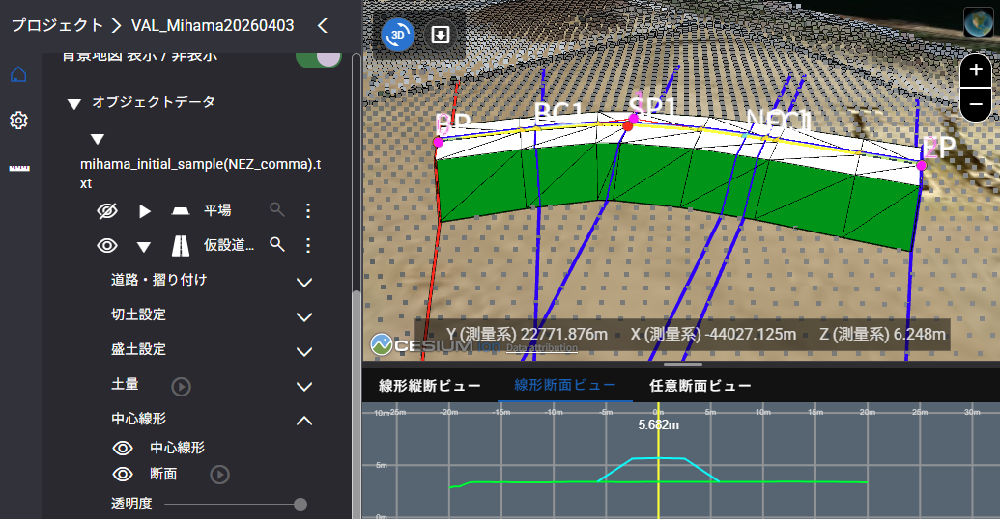 プロジェクト > VAL_Mihama20260403
背景地図 表示 / 非表示
オブジェクトデータ
mihama_initial_sample(NEZ_comma).t
xt
平場
仮設道...
道路・摺り付け
切土設定
盛土設定
土量
中心線形
中心線形
断面
透明度
3D
BP
BC1
SP1
EP
Y (測量系) 22771.876m X (測量系) -44027.125m Z (測量系) 6.248m
CESIUM ion
Data attribution
+
−
線形縦断ビュー 線形断面ビュー 任意断面ビュー
10m -25m -20m -15m -10m -5m 0m 5m 10m 15m 20m 25m 30m
5.682m
5m
0m